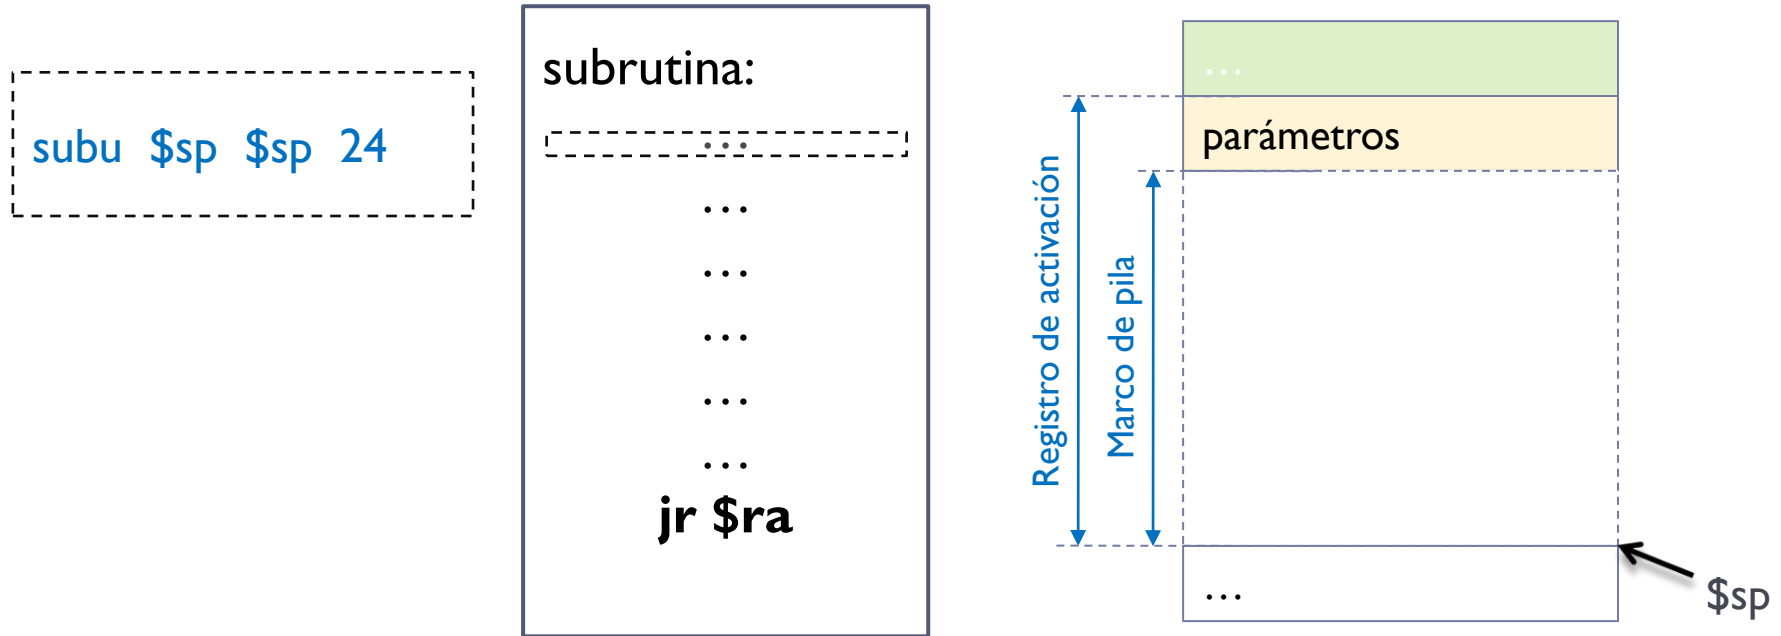 subu $sp $sp 24
subrutina:
...
...
...
...
...
...
jr $ra
Registro de activación
Marco de pila
...
parámetros
...
$sp